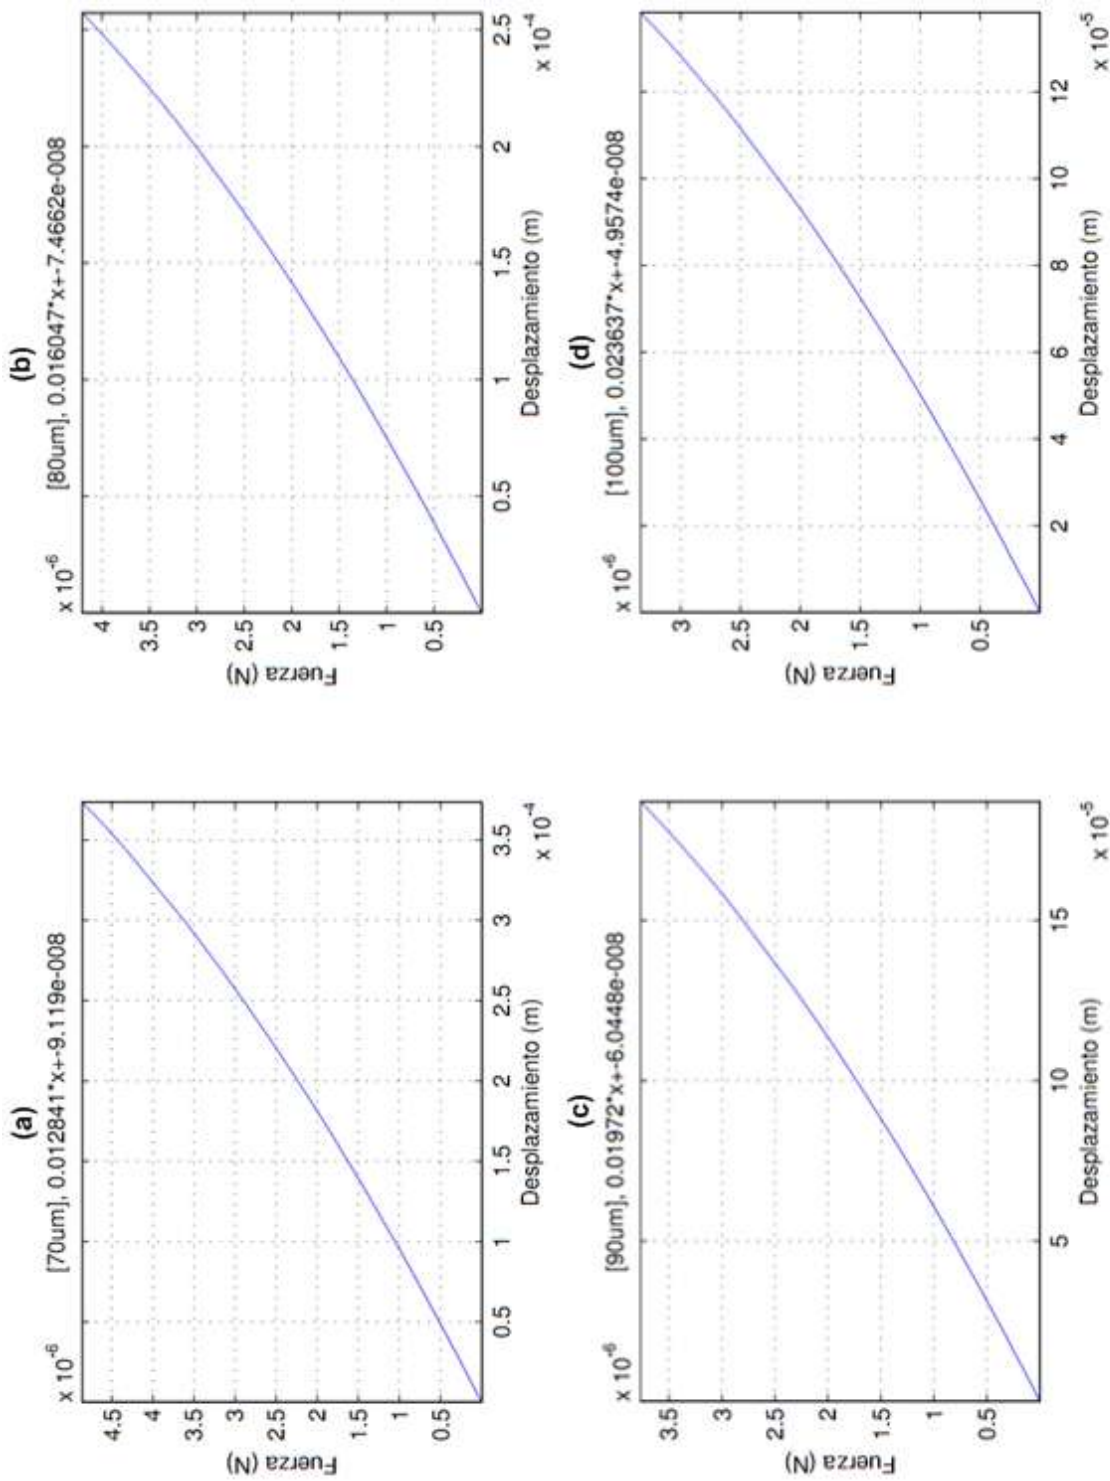 (a)
[70um], 0.012841*x+-9.119e-008
x 10-6
4.5
4
3.5
3
2.5
2
1.5
1
0.5
Fuerza (N)
0.5
1
1.5
2
2.5
3
3.5
x 10-4
Desplazamiento (m)
(b)
[80um], 0.016047*x+-7.4662e-008
x 10-6
4
3.5
3
2.5
2
1.5
1
0.5
Fuerza (N)
0.5
1
1.5
2
2.5
x 10-4
Desplazamiento (m)
(c)
[90um], 0.01972*x+-6.0448e-008
x 10-6
3.5
3
2.5
2
1.5
1
0.5
Fuerza (N)
5
10
15
x 10-5
Desplazamiento (m)
(d)
[100um], 0.023637*x+-4.9574e-008
x 10-6
3
2.5
2
1.5
1
0.5
Fuerza (N)
2
4
6
8
10
12
x 10-5
Desplazamiento (m)